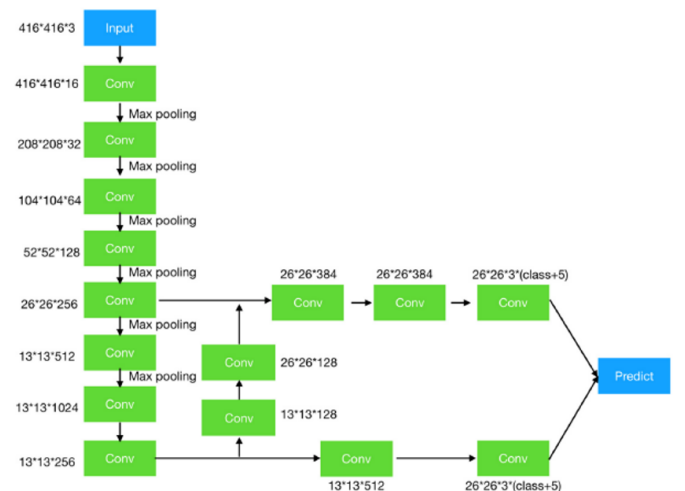 416*416*3 Input
416*416*16 Conv
Max pooling
208*208*32 Conv
Max pooling
104*104*64 Conv
Max pooling
52*52*128 Conv
Max pooling
26*26*384 26*26*384 26*26*3*(class+5)
26*26*256 Conv Conv Conv Conv
Max pooling
13*13*512 Conv
Conv 26*26*128
Max pooling
Predict
13*13*1024 Conv
Conv 13*13*128
13*13*256 Conv Conv Conv
13*13*512 26*26*3*(class+5)